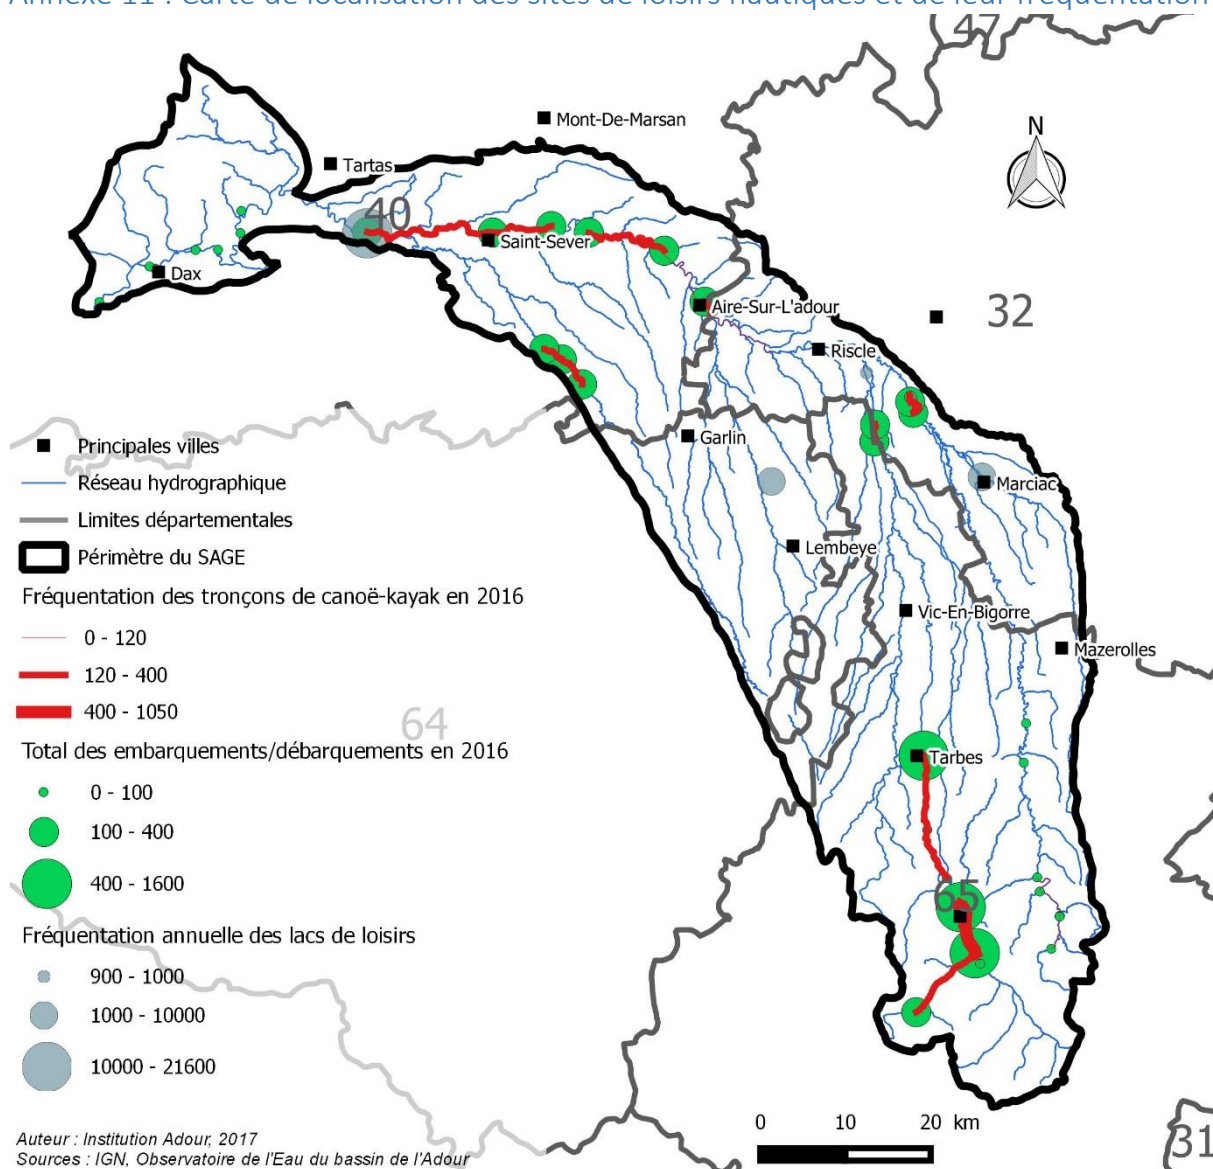 Annexe 11 : Carte de localisation des sites de loisirs nautiques et de leur fréquentation
47
N
Mont-De-Marsan
Tartas
40
Saint-Sever
Dax
Aire-Sur-L'adour
32
Riscle
Garlin
Marciac
Lembeye
Vic-En-Bigorre
Mazerolles
64
Tarbes
65
31
Principales villes
Réseau hydrographique
Limites départementales
Périmètre du SAGE
Fréquentation des tronçons de canoë-kayak en 2016
0 - 120
120 - 400
400 - 1050
Total des embarquements/débarquements en 2016
0 - 100
100 - 400
400 - 1600
Fréquentation annuelle des lacs de loisirs
900 - 1000
1000 - 10000
10000 - 21600
0 10 20 km
Auteur : Institution Adour, 2017
Sources : IGN, Observatoire de l'Eau du bassin de l'Adour